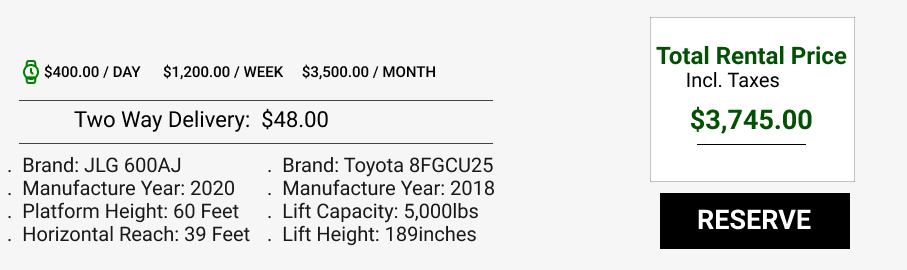 $400.00 / DAY $1,200.00 / WEEK $3,500.00 / MONTH
Two Way Delivery: $48.00
. Brand: JLG 600AJ
. Manufacture Year: 2020
. Platform Height: 60 Feet
. Horizontal Reach: 39 Feet
. Brand: Toyota 8FGCU25
. Manufacture Year: 2018
. Lift Capacity: 5,000lbs
. Lift Height: 189inches
Total Rental Price
Incl. Taxes
$3,745.00
RESERVE